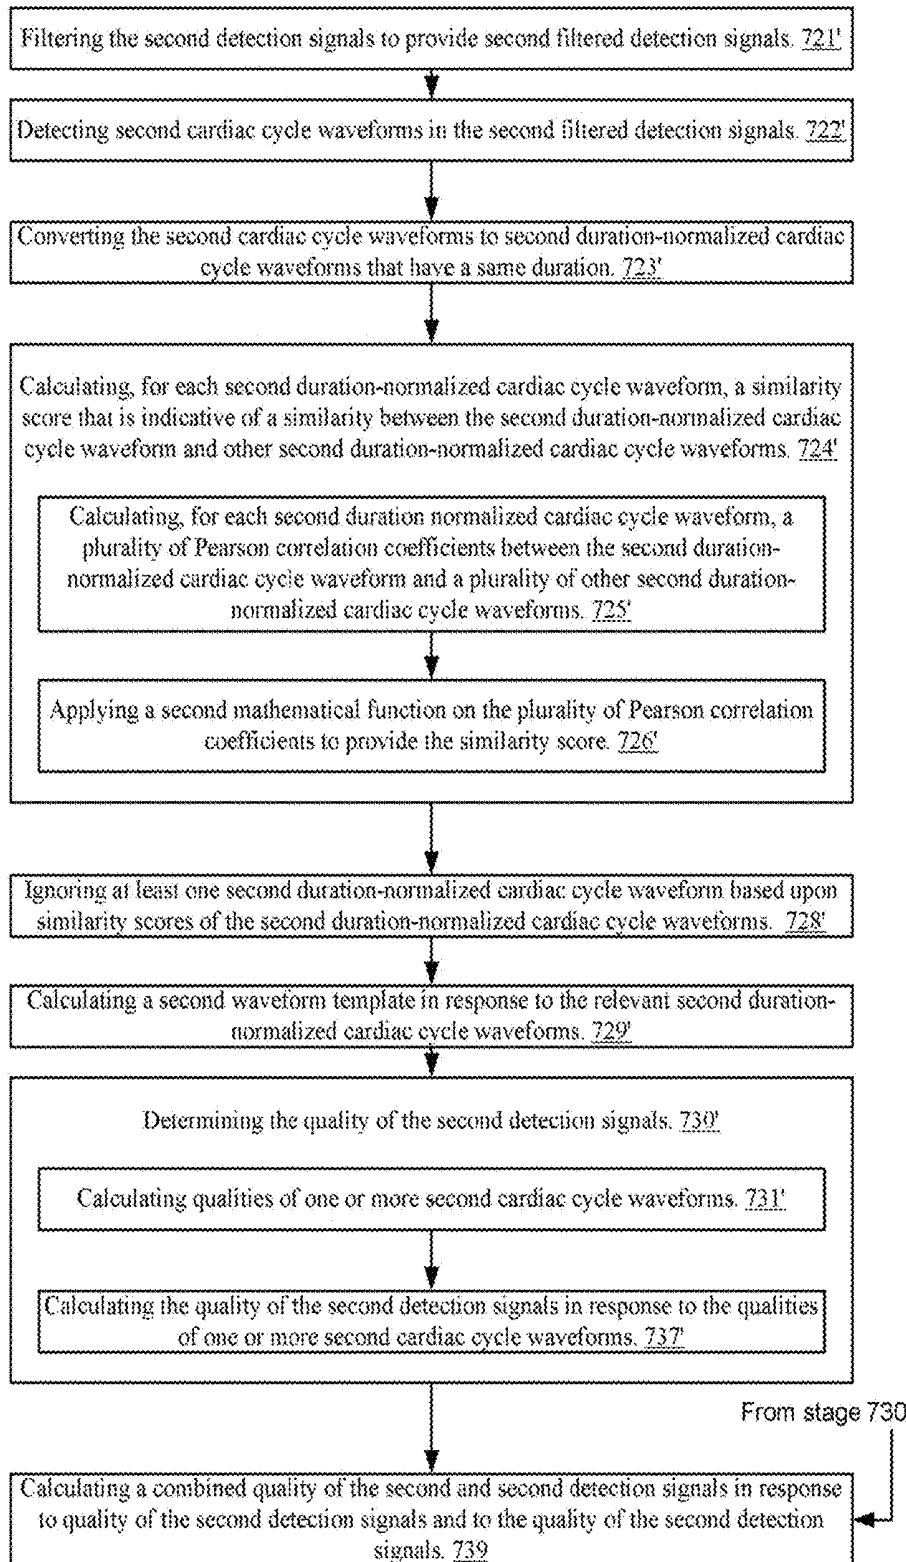 Filtering the second detection signals to provide second filtered detection signals. 721'
Detecting second cardiac cycle waveforms in the second filtered detection signals. 722'
Converting the second cardiac cycle waveforms to second duration-normalized cardiac
cycle waveforms that have a same duration. 723'
Calculating, for each second duration-normalized cardiac cycle waveform, a similarity
score that is indicative of a similarity between the second duration-normalized cardiac
cycle waveform and other second duration-normalized cardiac cycle waveforms. 724'
Calculating, for each second duration normalized cardiac cycle waveform, a
plurality of Pearson correlation coefficients between the second duration-
normalized cardiac cycle waveform and a plurality of other second duration-
normalized cardiac cycle waveforms. 725'
Applying a second mathematical function on the plurality of Pearson correlation
coefficients to provide the similarity score. 726'
Ignoring at least one second duration-normalized cardiac cycle waveform based upon
similarity scores of the second duration-normalized cardiac cycle waveforms. 728'
Calculating a second waveform template in response to the relevant second duration-
normalized cardiac cycle waveforms. 729'
Determining the quality of the second detection signals. 730'
Calculating qualities of one or more second cardiac cycle waveforms. 731'
Calculating the quality of the second detection signals in response to the qualities
of one or more second cardiac cycle waveforms. 737'
From stage 730
Calculating a combined quality of the second and second detection signals in response
to quality of the second detection signals and to the quality of the second detection
signals. 739